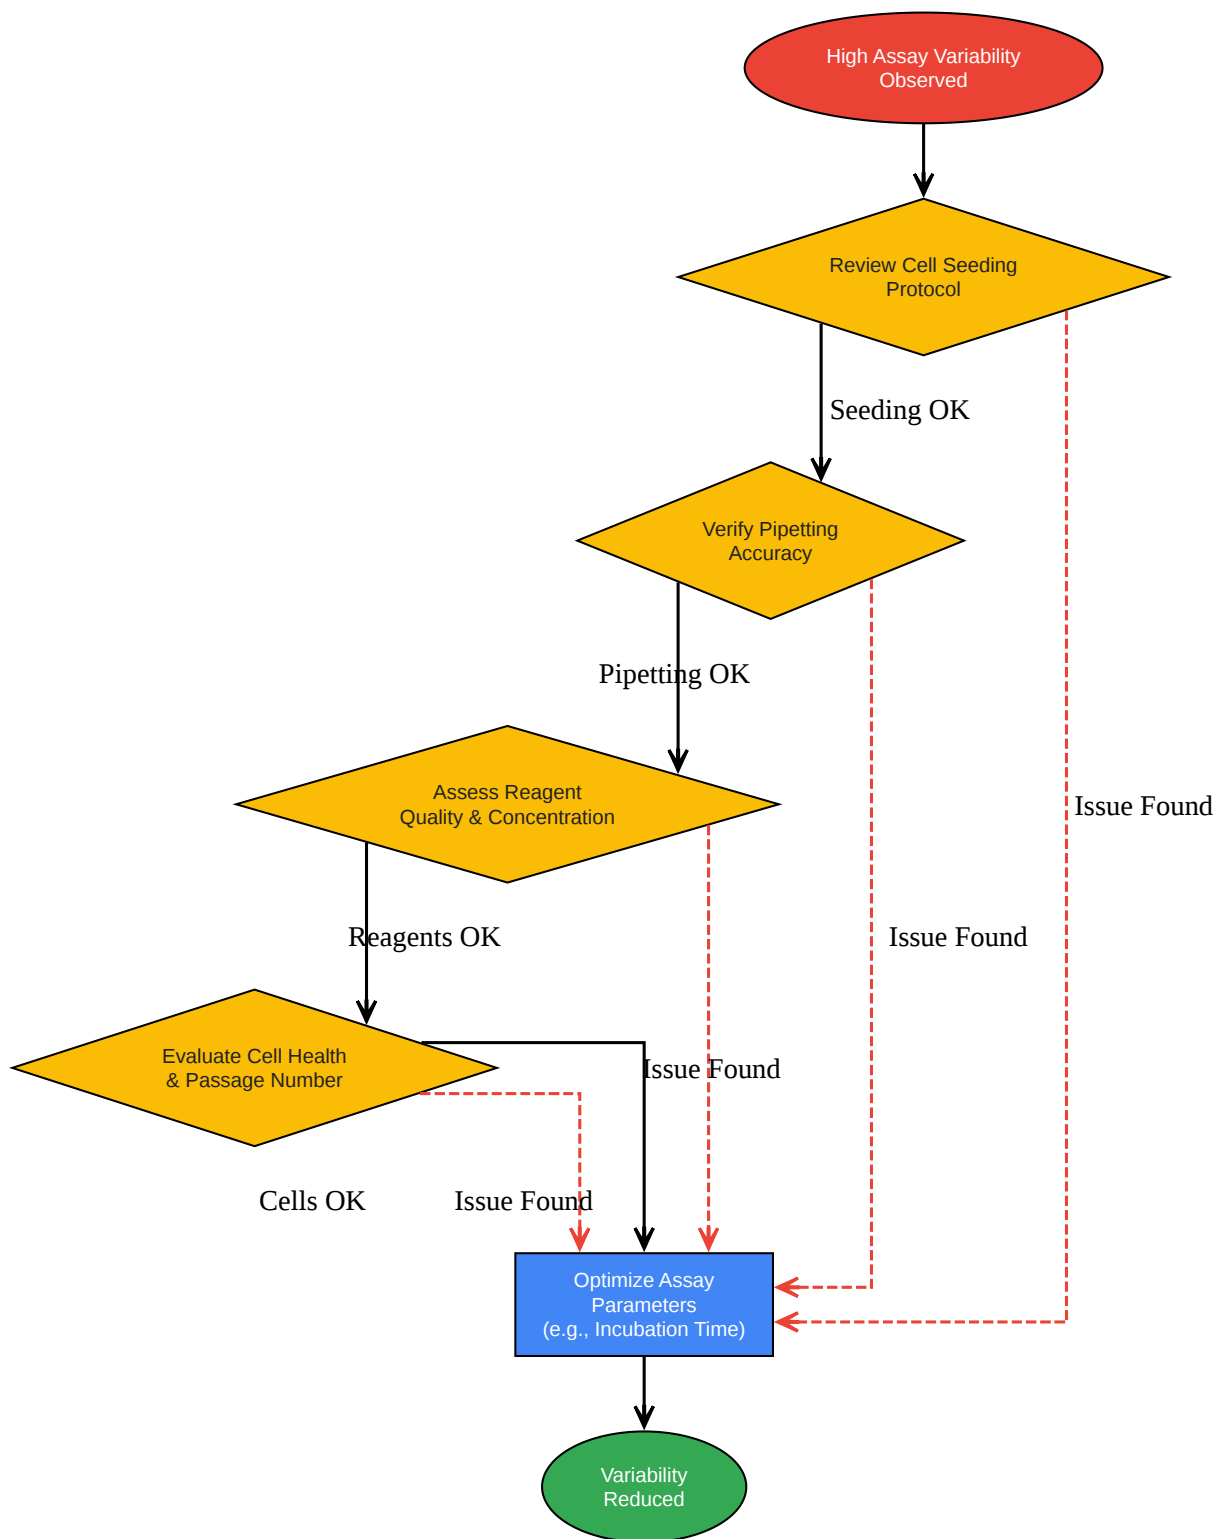 High Assay Variability
Observed
Review Cell Seeding
Protocol
Seeding OK
Verify Pipetting
Accuracy
Pipetting OK
Assess Reagent
Quality & Concentration
Issue Found
Reagents OK
Issue Found
Evaluate Cell Health
& Passage Number
Issue Found
Cells OK
Issue Found
Optimize Assay
Parameters
(e.g., Incubation Time)
Variability
Reduced